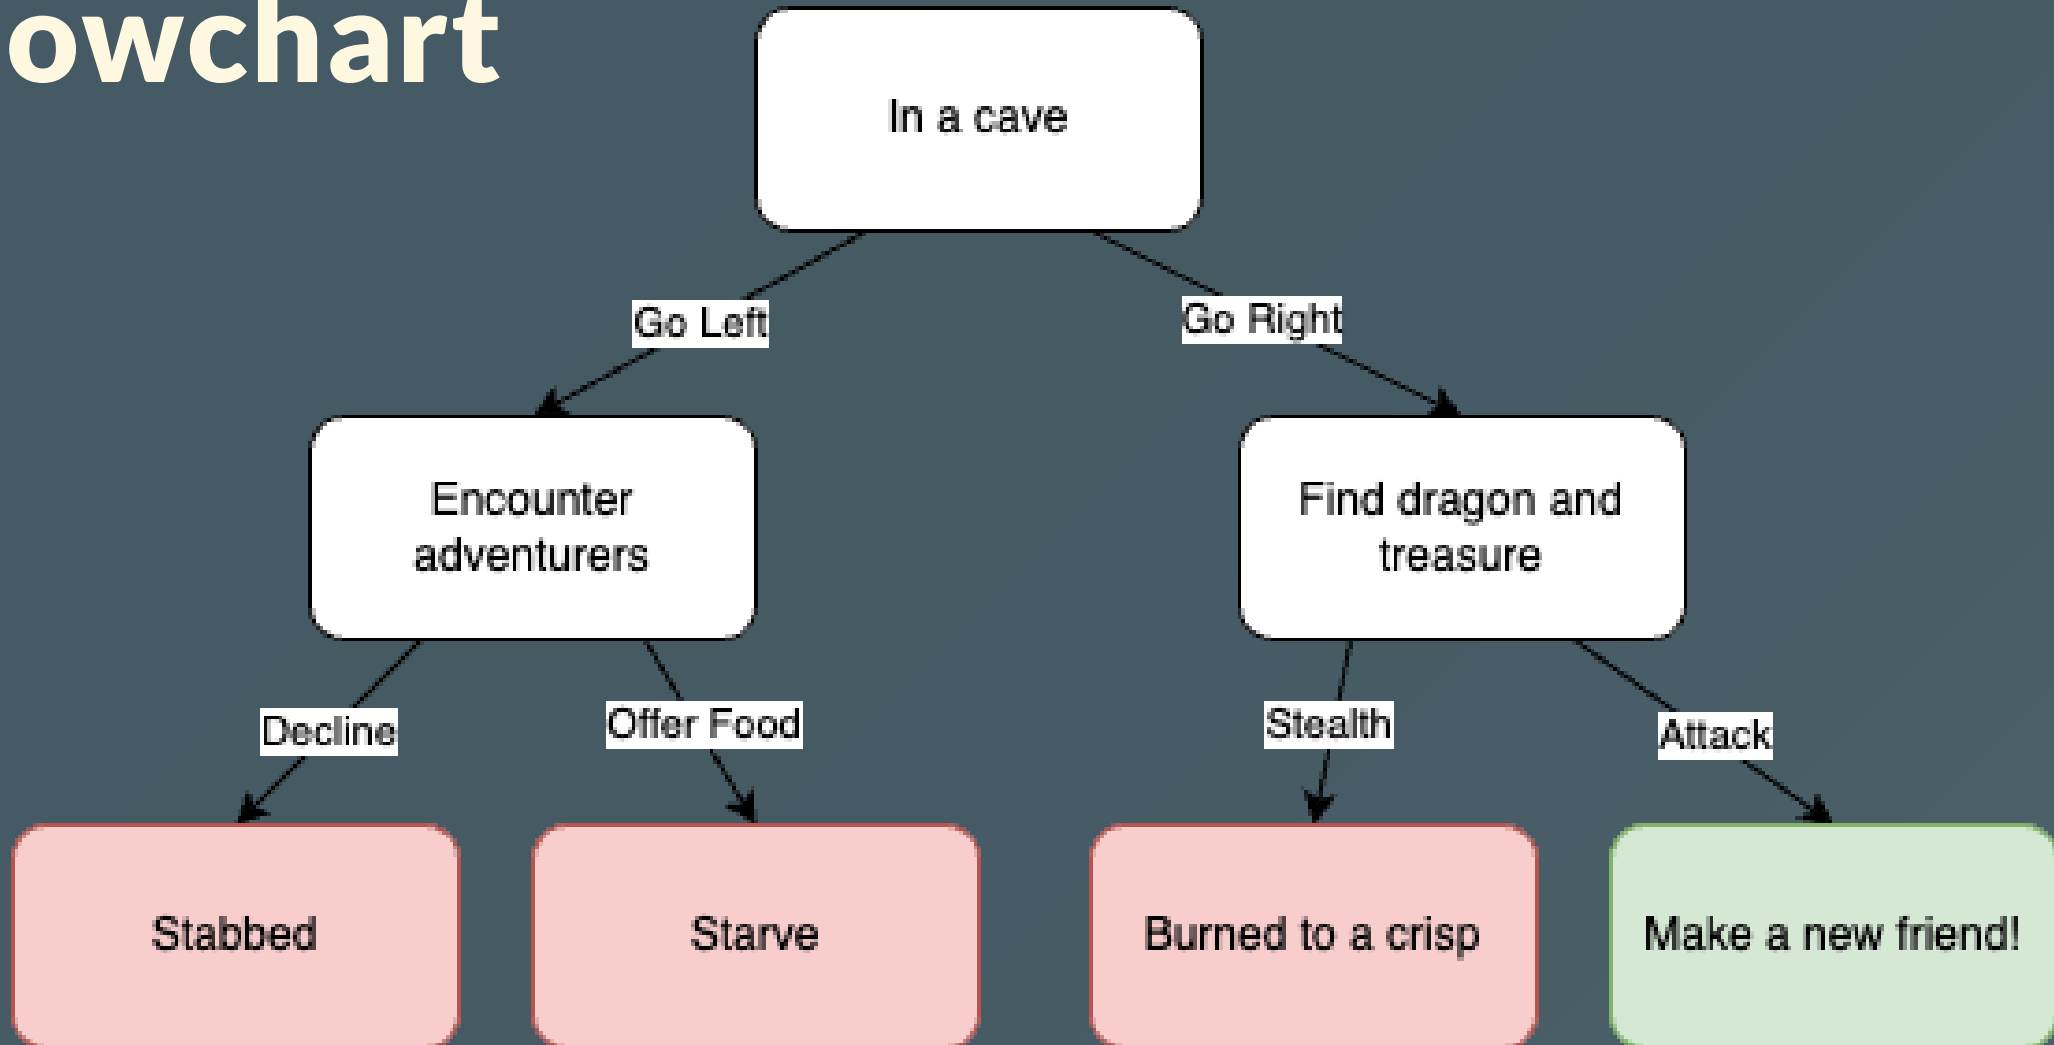 owchart
In a cave
Go Left
Go Right
Encounter
adventurers
Find dragon and
treasure
Decline
Offer Food
Stealth
Attack
Stabbed
Starve
Burned to a crisp
Make a new friend!